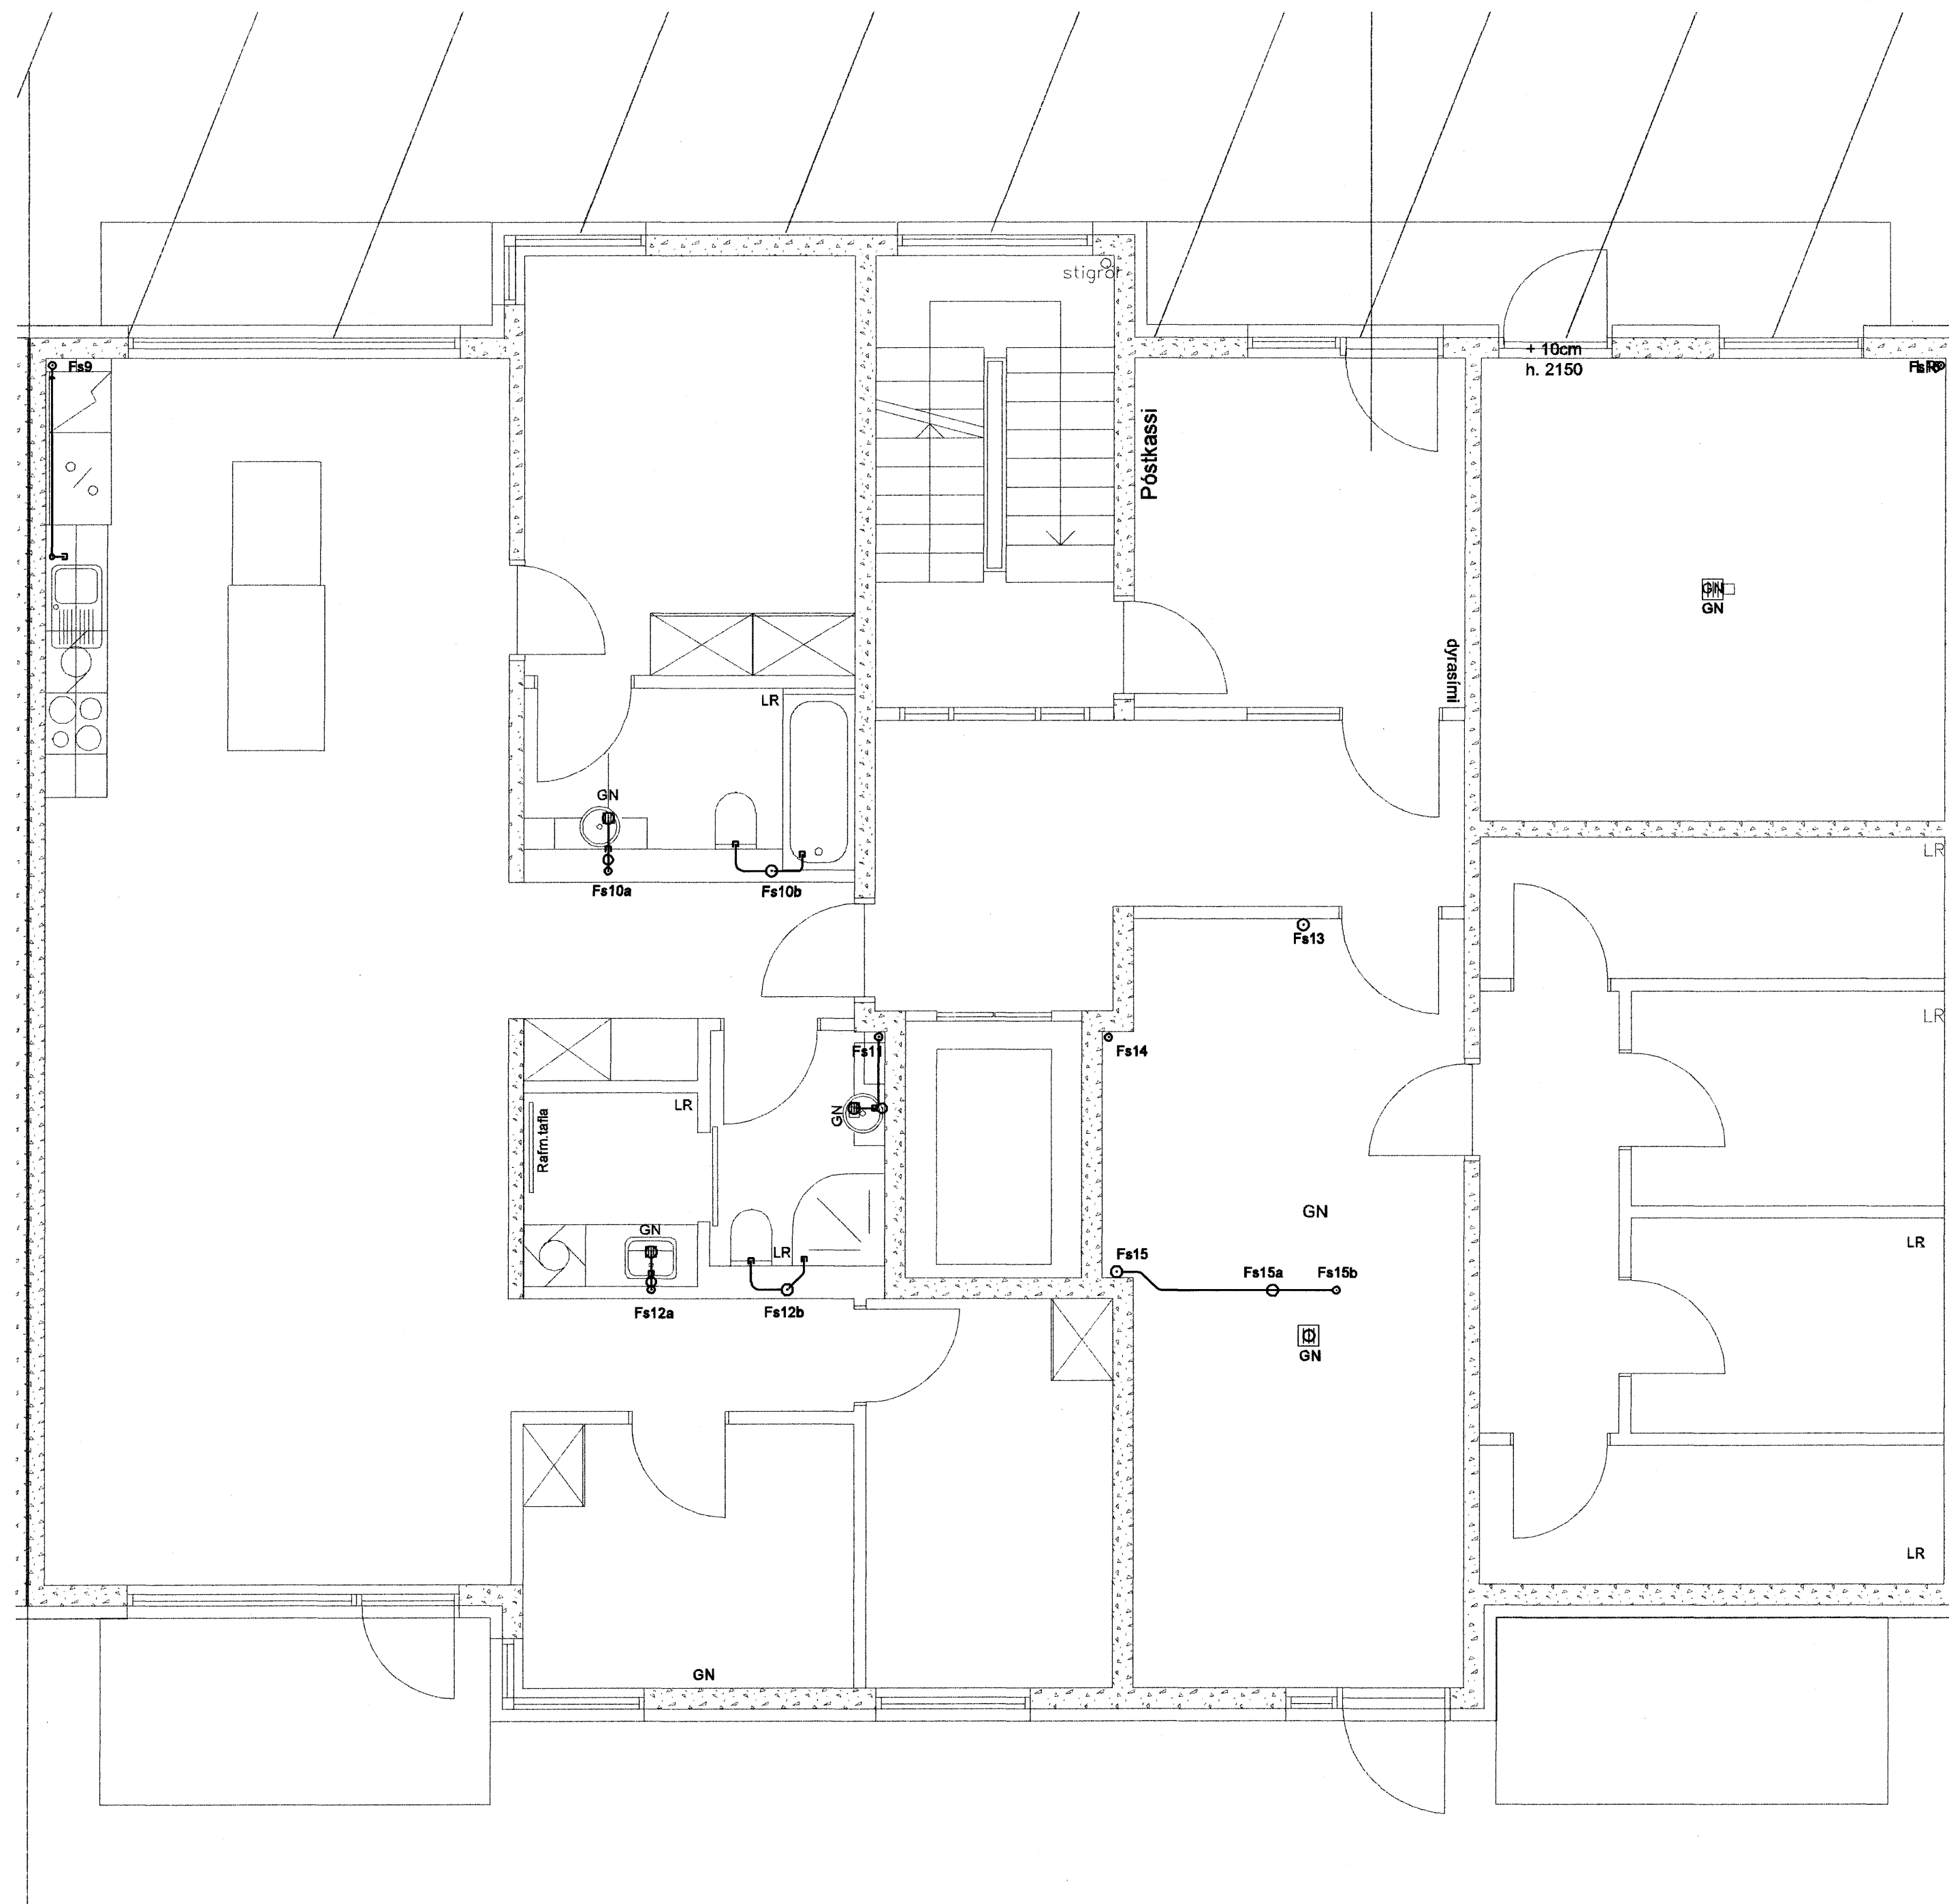 stigrör
+ 10cm
h. 2150
Fs9
Póstkassi
GN
GN
dyrasími
LR
GN
Fs10a
Fs10b
LR
Fs13
LR
Fs11
Fs14
LR
GN
Rafm.tafla
GN
GN
LR
LR
Fs15
Fs15a
Fs15b
Fs12a
Fs12b
GN
LR
GN